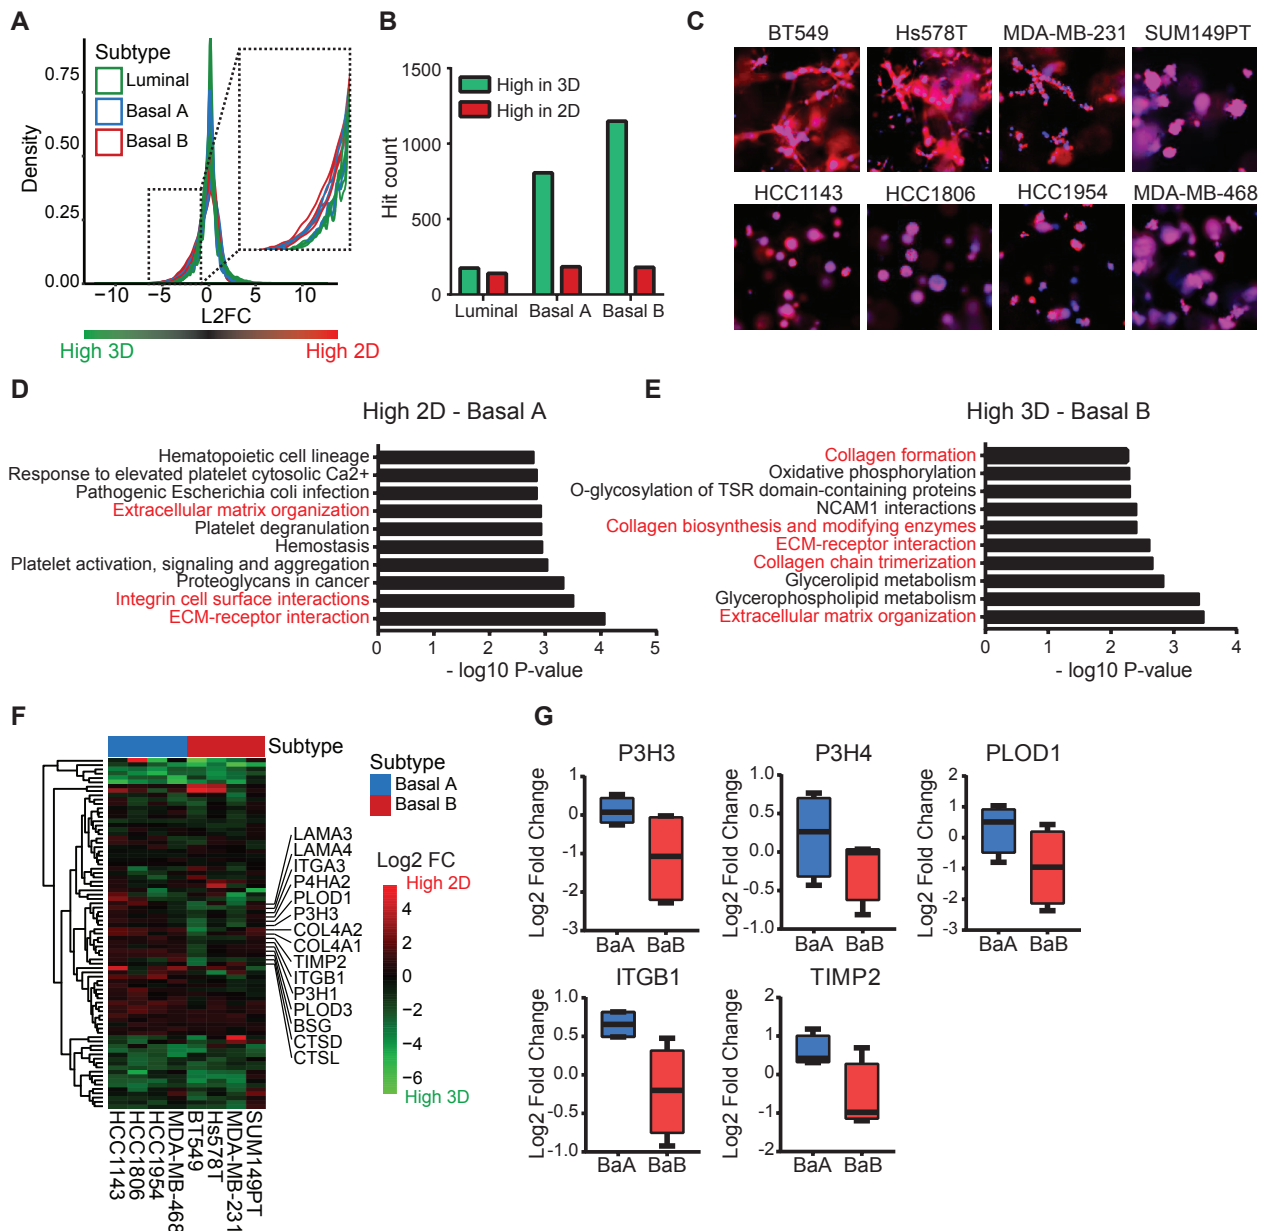 A
Subtype
Luminal
Basal A
Basal B
Density
0.75
0.50
0.25
0.00
−10 −5 0 5 10
L2FC
High 3D High 2D
B
High in 3D
High in 2D
Hit count
1500
1000
500
0
Luminal Basal A Basal B
C
BT549 Hs578T MDA-MB-231 SUM149PT
HCC1143 HCC1806 HCC1954 MDA-MB-468
D
High 2D - Basal A
Hematopoietic cell lineage
Response to elevated platelet cytosolic Ca2+
Pathogenic Escherichia coli infection
Extracellular matrix organization
Platelet degranulation
Hemostasis
Platelet activation, signaling and aggregation
Proteoglycans in cancer
Integrin cell surface interactions
ECM-receptor interaction
0 1 2 3 4 5
- log10 P-value
E
High 3D - Basal B
Collagen formation
Oxidative phosphorylation
O-glycosylation of TSR domain-containing proteins
NCAM1 interactions
Collagen biosynthesis and modifying enzymes
ECM-receptor interaction
Collagen chain trimerization
Glycerolipid metabolism
Glycerophospholipid metabolism
Extracellular matrix organization
0 1 2 3 4
- log10 P-value
F
Subtype
Subtype
Basal A
Basal B
LAMA3
LAMA4
ITGA3
P4HA2
PLOD1
P3H3
COL4A2
COL4A1
TIMP2
ITGB1
P3H1
PLOD3
BSG
CTSD
CTSL
Log2 FC
High 2D
4
2
0
−2
−4
−6
High 3D
HCC1143
HCC1806
HCC1954
MDA-MB-468
BT549
Hs578T
MDA-MB-231
SUM149PT
G
P3H3
Log2 Fold Change
1
0
-1
-2
-3
BaA BaB
P3H4
Log2 Fold Change
1.0
0.5
0.0
-0.5
-1.0
BaA BaB
PLOD1
Log2 Fold Change
2
1
0
-1
-2
-3
BaA BaB
ITGB1
Log2 Fold Change
1.0
0.5
0.0
-0.5
-1.0
BaA BaB
TIMP2
Log2 Fold Change
2
1
0
-1
-2
BaA BaB